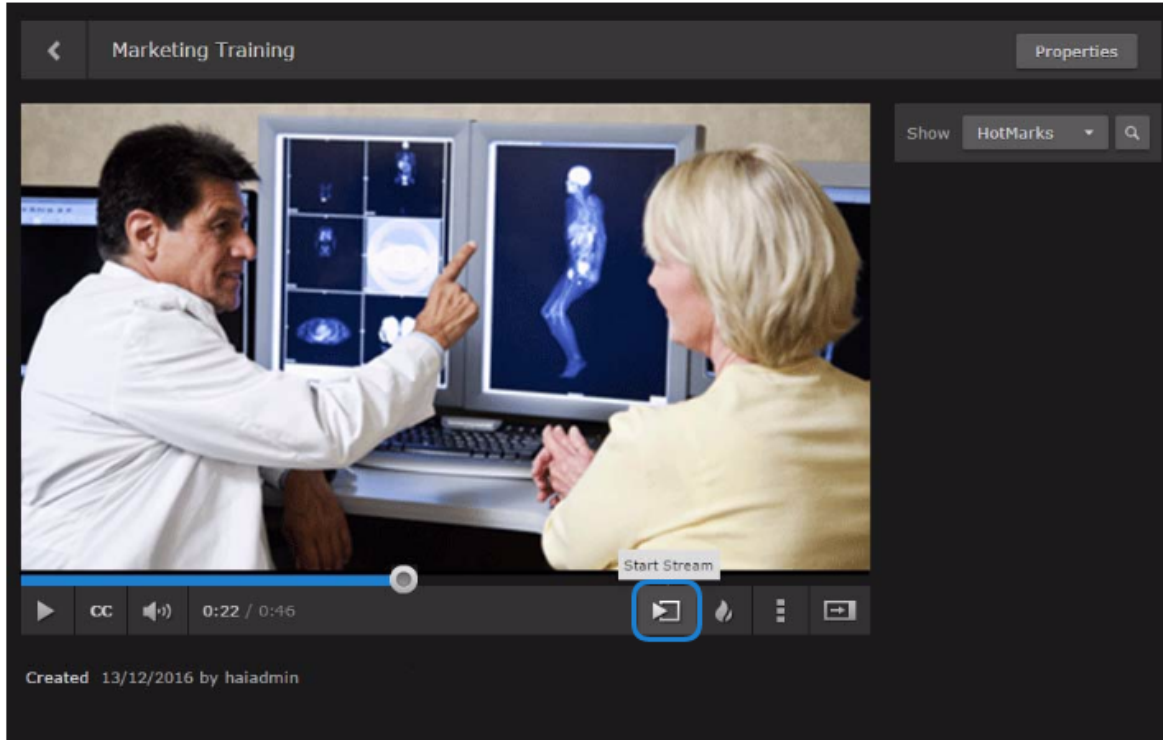 Marketing Training
Properties
Show HotMarks
Start Stream
CC 0:22 / 0:46
Created 13/12/2016 by haiadmin